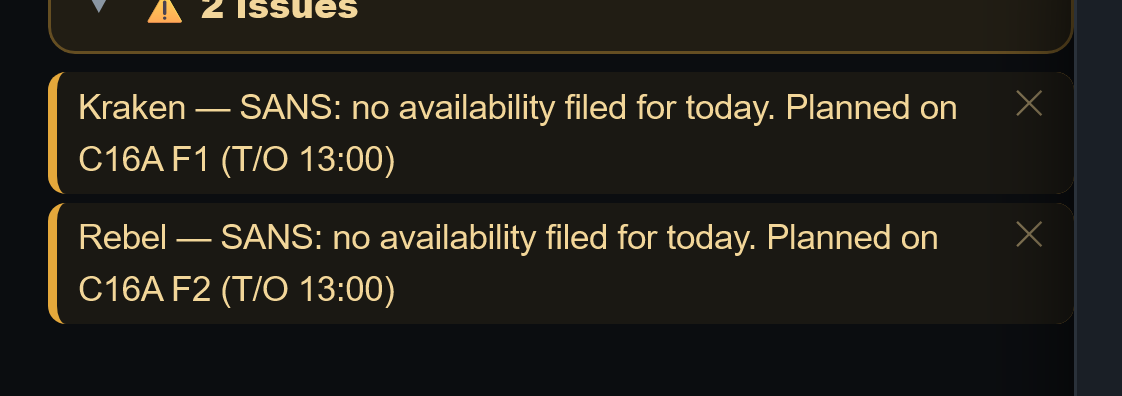 2 Issues
Kraken — SANS: no availability filed for today. Planned on
C16A F1 (T/O 13:00)
Rebel — SANS: no availability filed for today. Planned on
C16A F2 (T/O 13:00)